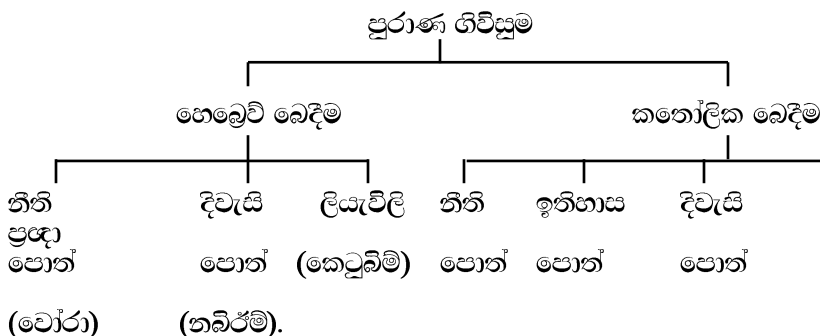 පුරාණ ගිවිසුම
හෙබ්‍රෙව් බෙදීම කතෝලික බෙදීම
නීති දිවැසි ලියැවිලි නීති ඉතිහාස දිවැසි
ප්‍රඥා
පොත් පොත් (කෙටුබිම්) පොත් පොත් පොත්
(වෝරා) (නබිර්ම්).